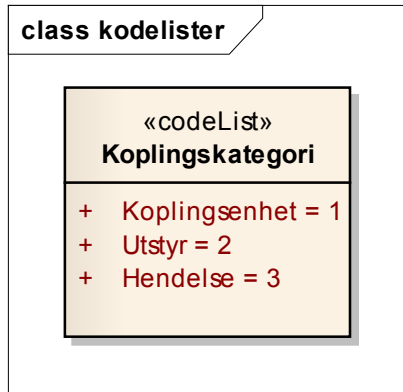 class kodelister
«codeList»
Koplingskategori
+ Koplingsenhet = 1
+ Utstyr = 2
+ Hendelse = 3